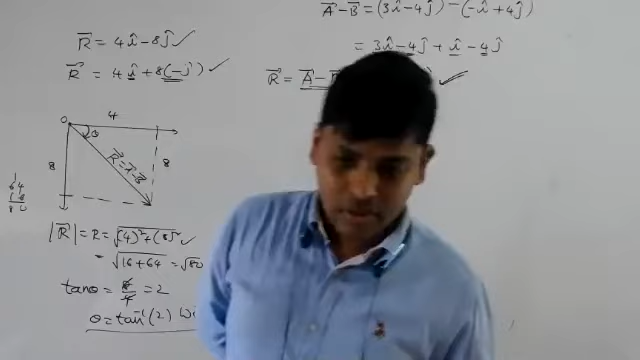 R⃗ = 4î-8ĵ ✓
R⃗ = 4î+8(-ĵ) ✓
O 4
θ
8 R⃗=A⃗-B⃗ 8
1
64
16
80
|R⃗| = R = √(4)²+(8)² ✓
= √16+64 = √80
tanθ = 8/4 = 2
θ = tan⁻¹(2)
A⃗-B⃗ = (3î-4ĵ) -(-î+4ĵ)
= 3î-4ĵ + î-4ĵ
R⃗ = A⃗-